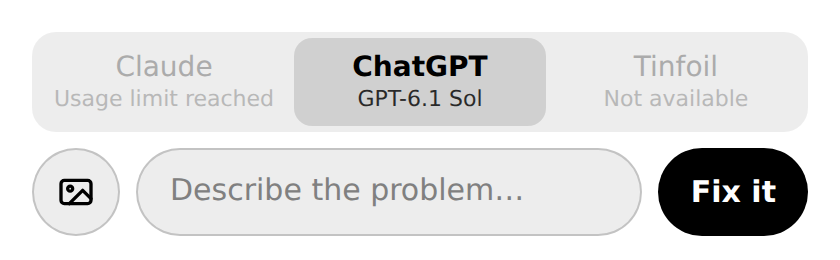 Claude
Usage limit reached
ChatGPT
GPT-6.1 Sol
Tinfoil
Not available
Describe the problem...
Fix it